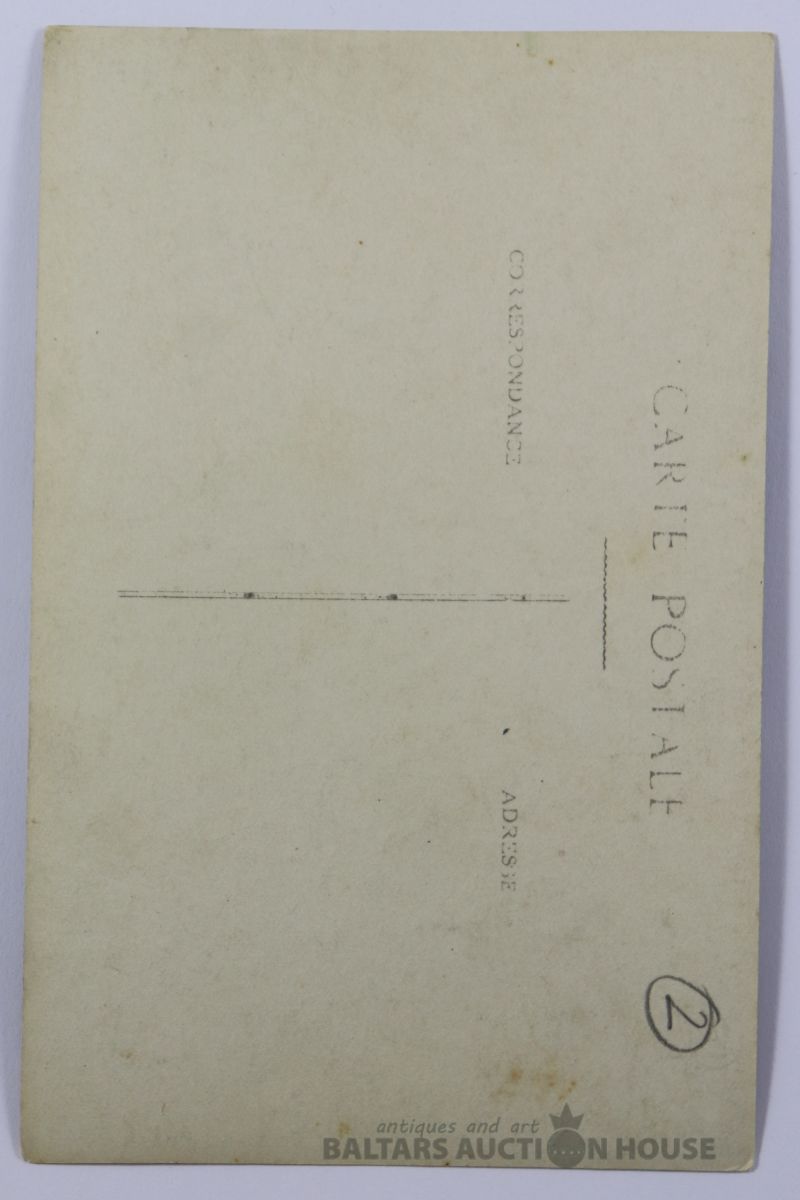 CARTE POSTALE
CORRESPONDANCE
ADRESSE
2
antiques and art
BALTARS AUCTION HOUSE